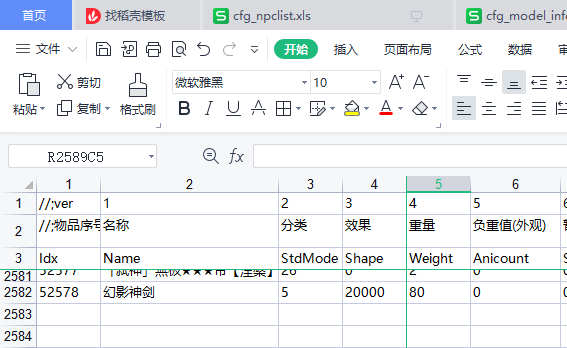 首页 找稻壳模板 cfg_npclist.xls cfg_model_inf
文件 开始 插入 页面布局 公式 数据
剪切 微软雅黑 10 A+ A-
粘贴 复制 格式刷 B I U A A
R2589C5 fx
1 2 3 4 5 6
1 //;ver 1 2 3 4 5
2 //;物品序号 名称 分类 效果 重量 负重值(外观)
3 Idx Name StdMode Shape Weight Anicount S
2581 52577 26 0 2 0 0
2582 52578 幻影神剑 5 20000 80 0 0
2583
2584